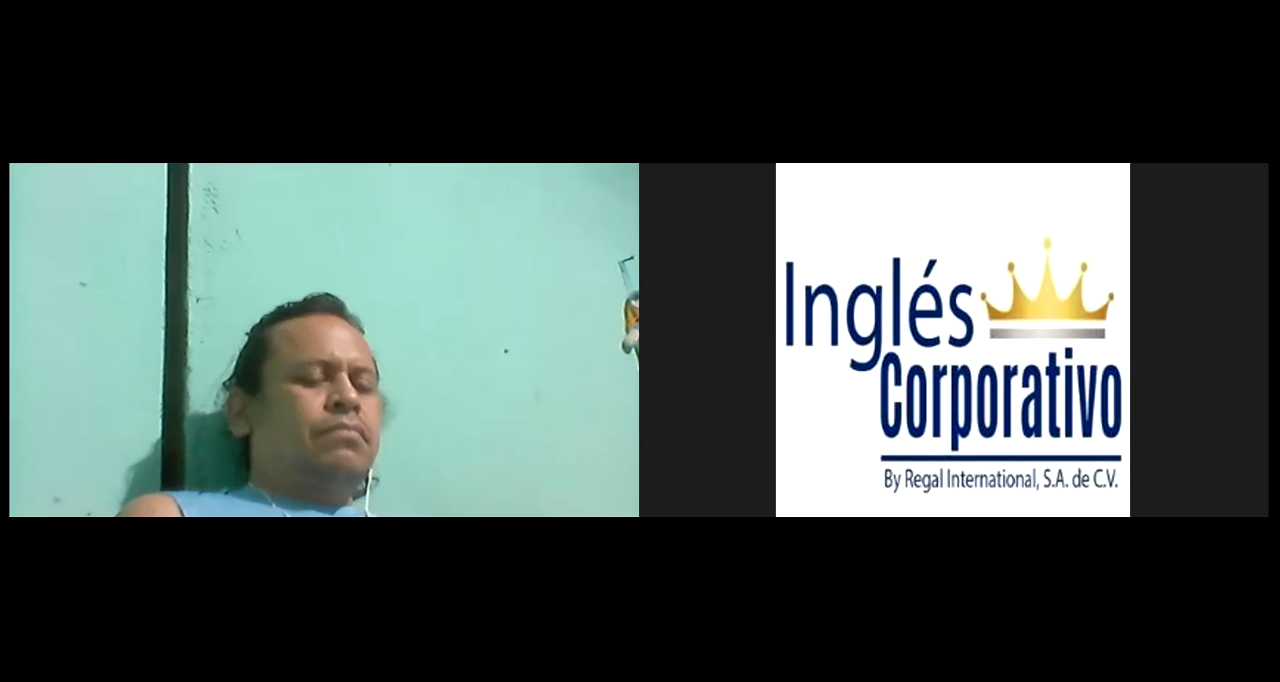 Inglés
Corporativo
By Regal International, S.A. de C.V.